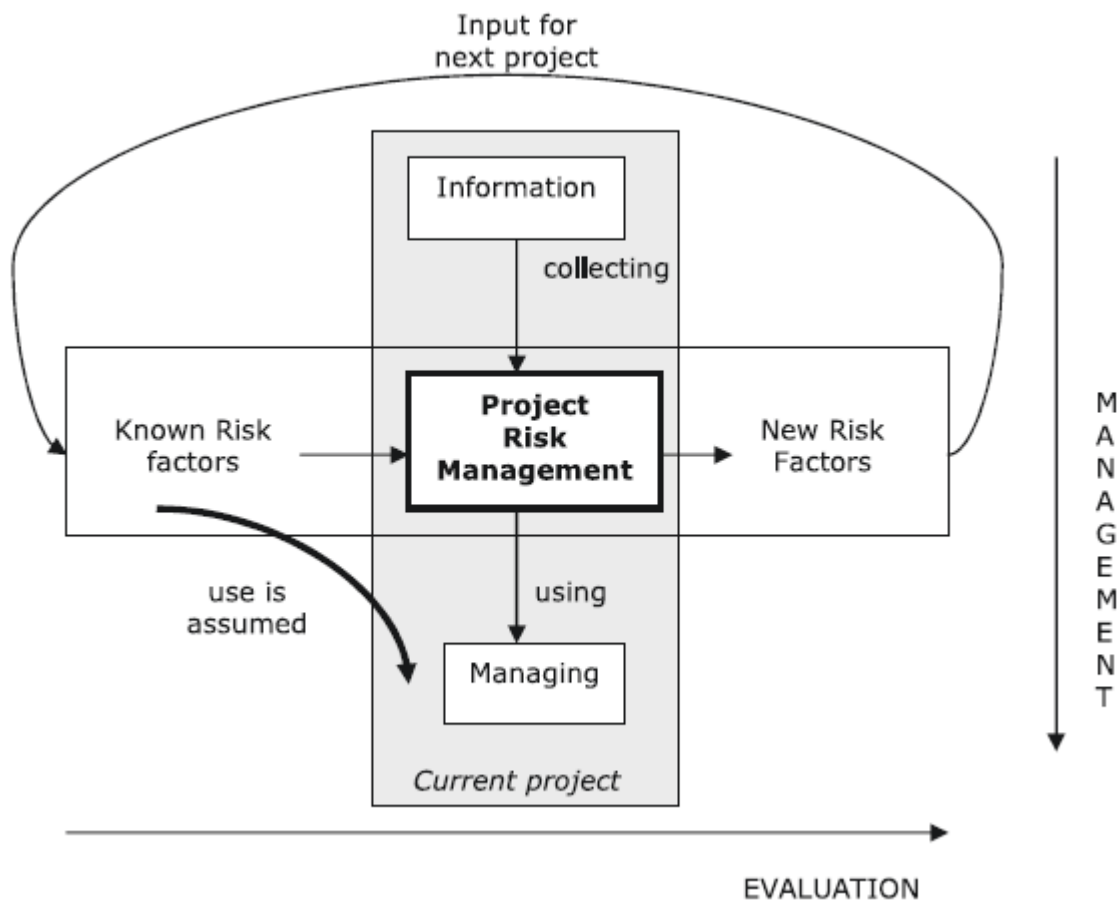 Input for
next project
Information
collecting
Known Risk
factors
Project
Risk
Management
New Risk
Factors
use is
assumed
using
Managing
Current project
MANAGEMENT
EVALUATION